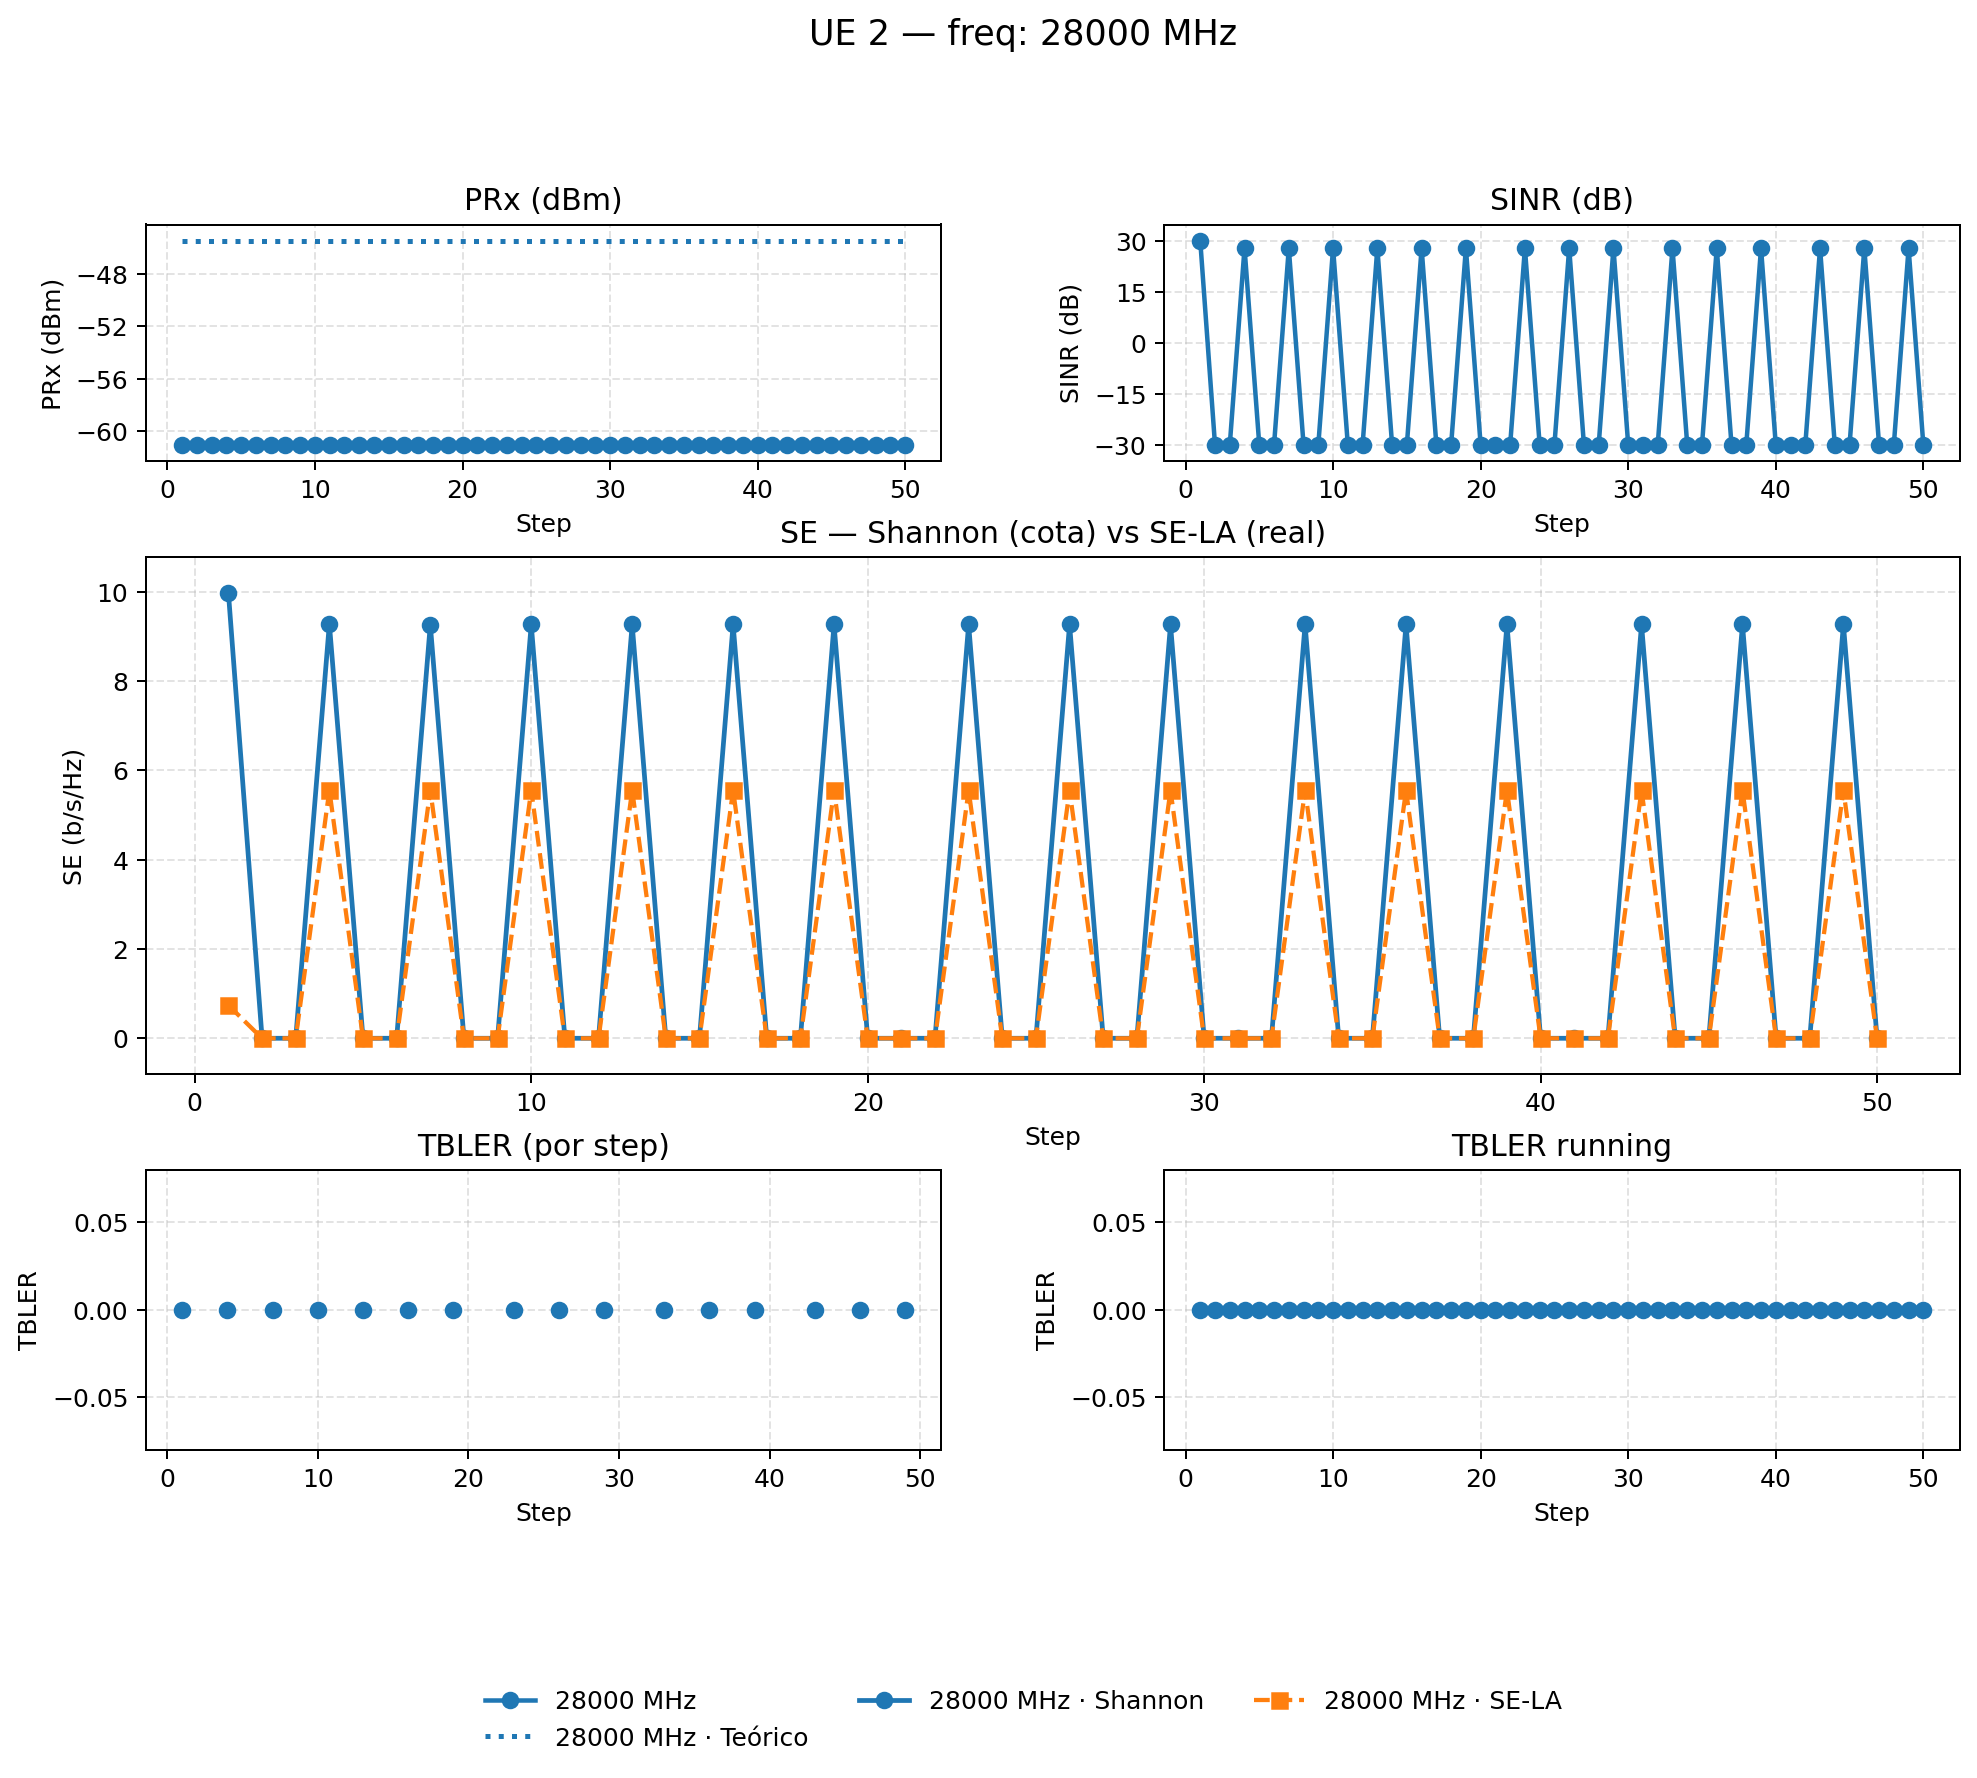 UE 2 — freq: 28000 MHz
PRx (dBm)
PRx (dBm)
−48
−52
−56
−60
0 10 20 30 40 50
Step
SINR (dB)
SINR (dB)
30
15
0
−15
−30
0 10 20 30 40 50
Step
SE — Shannon (cota) vs SE-LA (real)
SE (b/s/Hz)
10
8
6
4
2
0
0 10 20 30 40 50
Step
TBLER (por step)
TBLER
0.05
0.00
−0.05
0 10 20 30 40 50
Step
TBLER running
TBLER
0.05
0.00
−0.05
0 10 20 30 40 50
Step
28000 MHz
28000 MHz · Teórico
28000 MHz · Shannon
28000 MHz · SE-LA